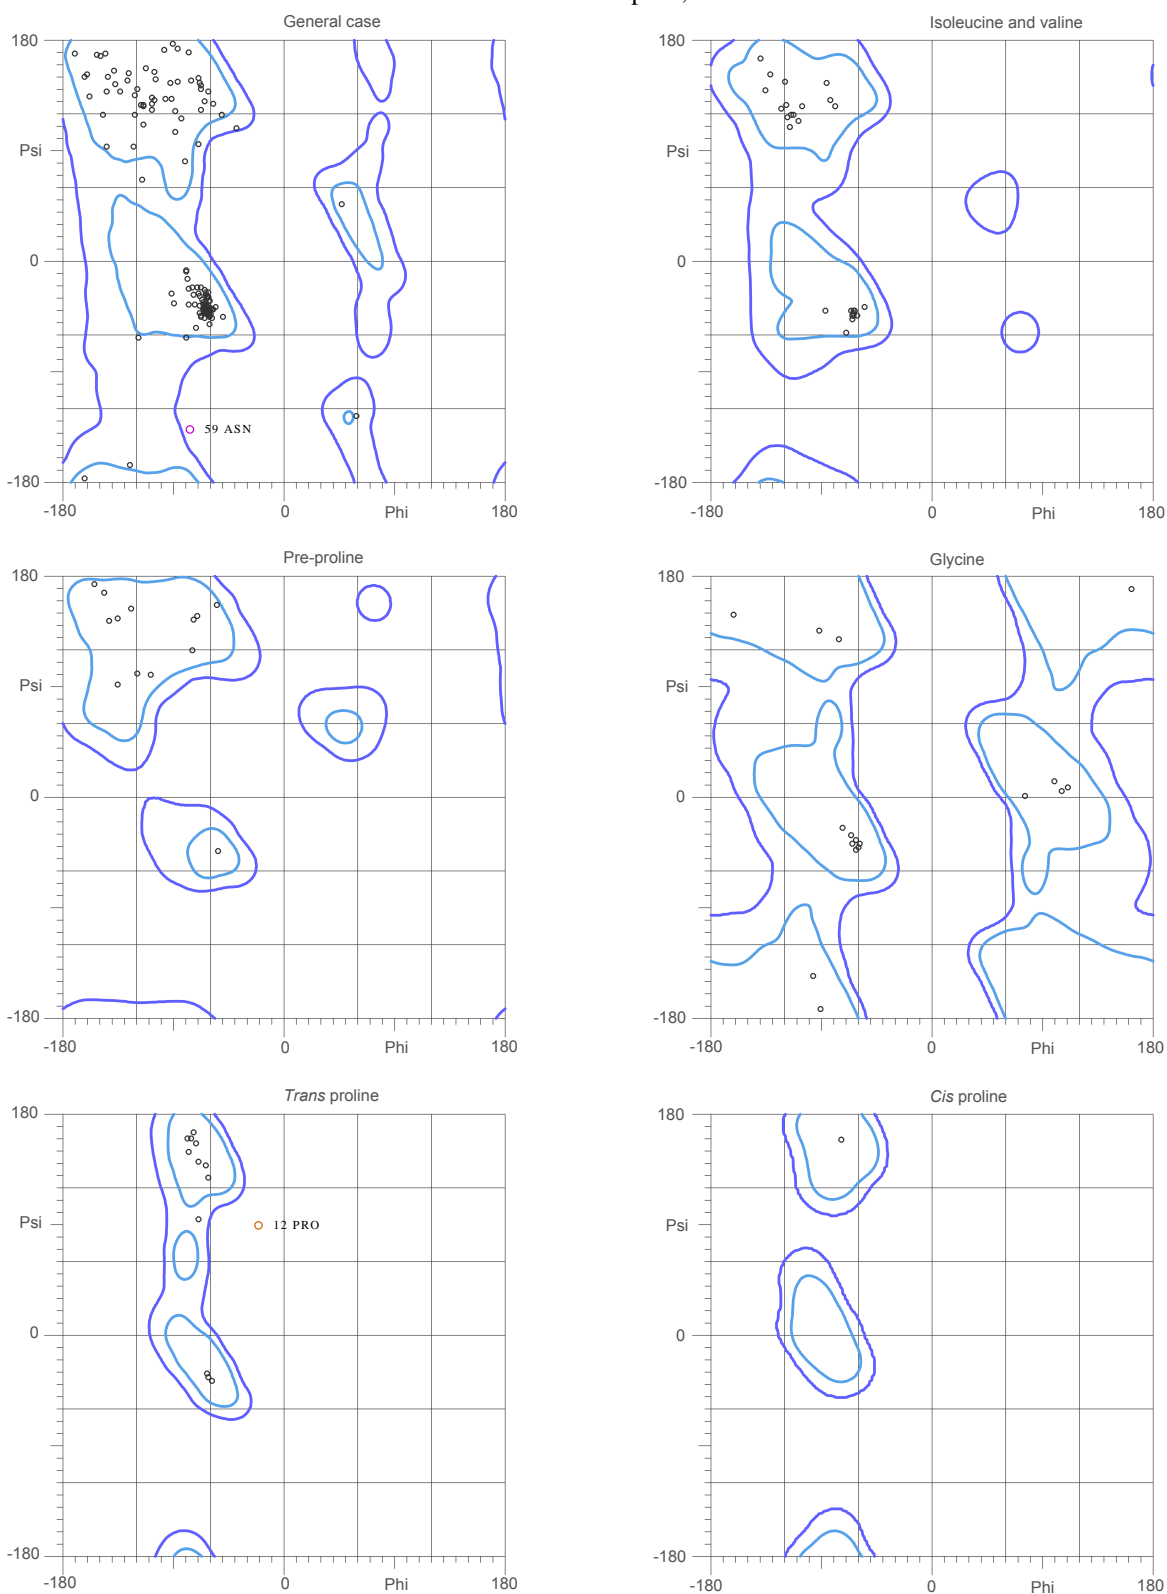 General case
Isoleucine and valine
180
Psi
0
-180
-180
0
Phi
180
59 ASN
180
Psi
0
-180
-180
0
Phi
180
Pre-proline
Glycine
180
Psi
0
-180
-180
0
Phi
180
180
Psi
0
-180
-180
0
Phi
180
Trans proline
Cis proline
180
Psi
0
-180
-180
0
Phi
180
12 PRO
180
Psi
0
-180
-180
0
Phi
180